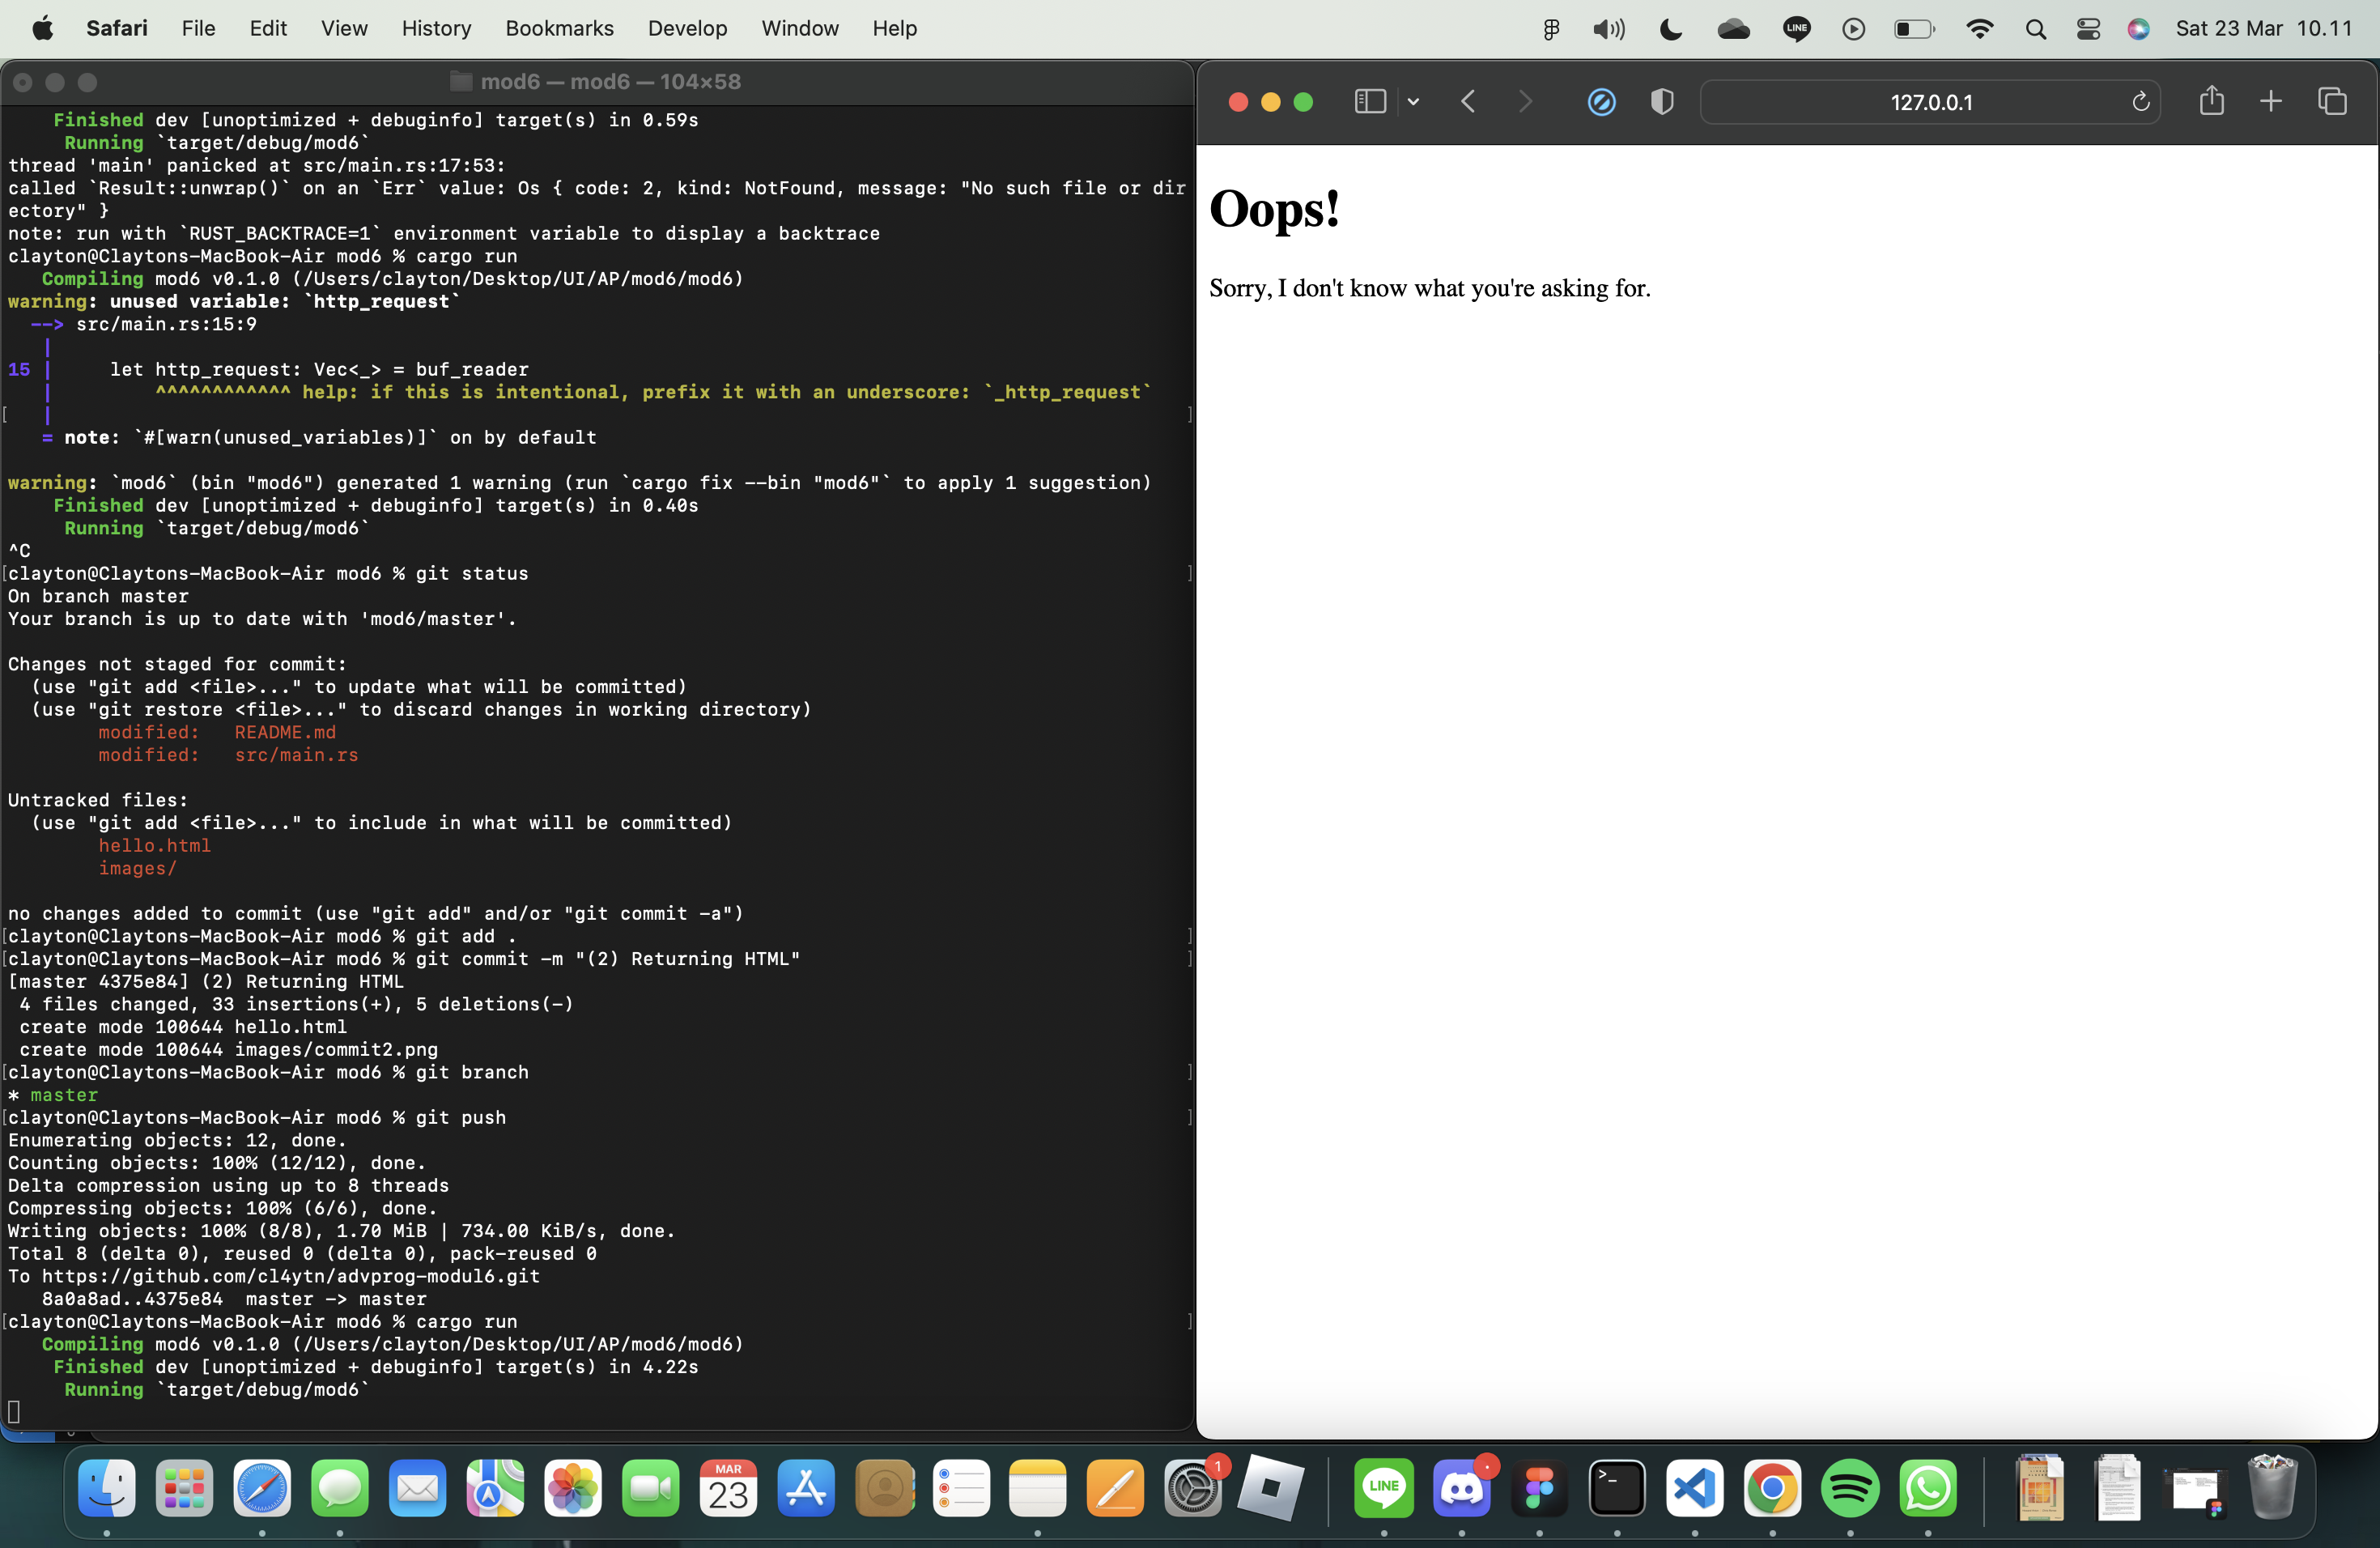 Safari File Edit View History Bookmarks Develop Window Help LINE Sat 23 Mar 10.11
mod6 — mod6 — 104×58
Finished dev [unoptimized + debuginfo] target(s) in 0.59s
Running `target/debug/mod6`
thread 'main' panicked at src/main.rs:17:53:
called `Result::unwrap()` on an `Err` value: Os { code: 2, kind: NotFound, message: "No such file or dir
ectory" }
note: run with `RUST_BACKTRACE=1` environment variable to display a backtrace
clayton@Claytons-MacBook-Air mod6 % cargo run
Compiling mod6 v0.1.0 (/Users/clayton/Desktop/UI/AP/mod6/mod6)
warning: unused variable: `http_request`
--> src/main.rs:15:9
|
15 | let http_request: Vec<_> = buf_reader
| ^^^^^^^^^^^^ help: if this is intentional, prefix it with an underscore: `_http_request`
[ | ]
= note: `#[warn(unused_variables)]` on by default
warning: `mod6` (bin "mod6") generated 1 warning (run `cargo fix --bin "mod6"` to apply 1 suggestion)
Finished dev [unoptimized + debuginfo] target(s) in 0.40s
Running `target/debug/mod6`
^C
[clayton@Claytons-MacBook-Air mod6 % git status ]
On branch master
Your branch is up to date with 'mod6/master'.
Changes not staged for commit:
(use "git add <file>..." to update what will be committed)
(use "git restore <file>..." to discard changes in working directory)
modified: README.md
modified: src/main.rs
Untracked files:
(use "git add <file>..." to include in what will be committed)
hello.html
images/
no changes added to commit (use "git add" and/or "git commit -a")
[clayton@Claytons-MacBook-Air mod6 % git add . ]
[clayton@Claytons-MacBook-Air mod6 % git commit -m "(2) Returning HTML" ]
[master 4375e84] (2) Returning HTML
4 files changed, 33 insertions(+), 5 deletions(-)
create mode 100644 hello.html
create mode 100644 images/commit2.png
[clayton@Claytons-MacBook-Air mod6 % git branch ]
* master
[clayton@Claytons-MacBook-Air mod6 % git push ]
Enumerating objects: 12, done.
Counting objects: 100% (12/12), done.
Delta compression using up to 8 threads
Compressing objects: 100% (6/6), done.
Writing objects: 100% (8/8), 1.70 MiB | 734.00 KiB/s, done.
Total 8 (delta 0), reused 0 (delta 0), pack-reused 0
To https://github.com/cl4ytn/advprog-modul6.git
8a0a8ad..4375e84 master -> master
[clayton@Claytons-MacBook-Air mod6 % cargo run ]
Compiling mod6 v0.1.0 (/Users/clayton/Desktop/UI/AP/mod6/mod6)
Finished dev [unoptimized + debuginfo] target(s) in 4.22s
Running `target/debug/mod6`
127.0.0.1
Oops!
Sorry, I don't know what you're asking for.
MAR
23
1
LINE
>_